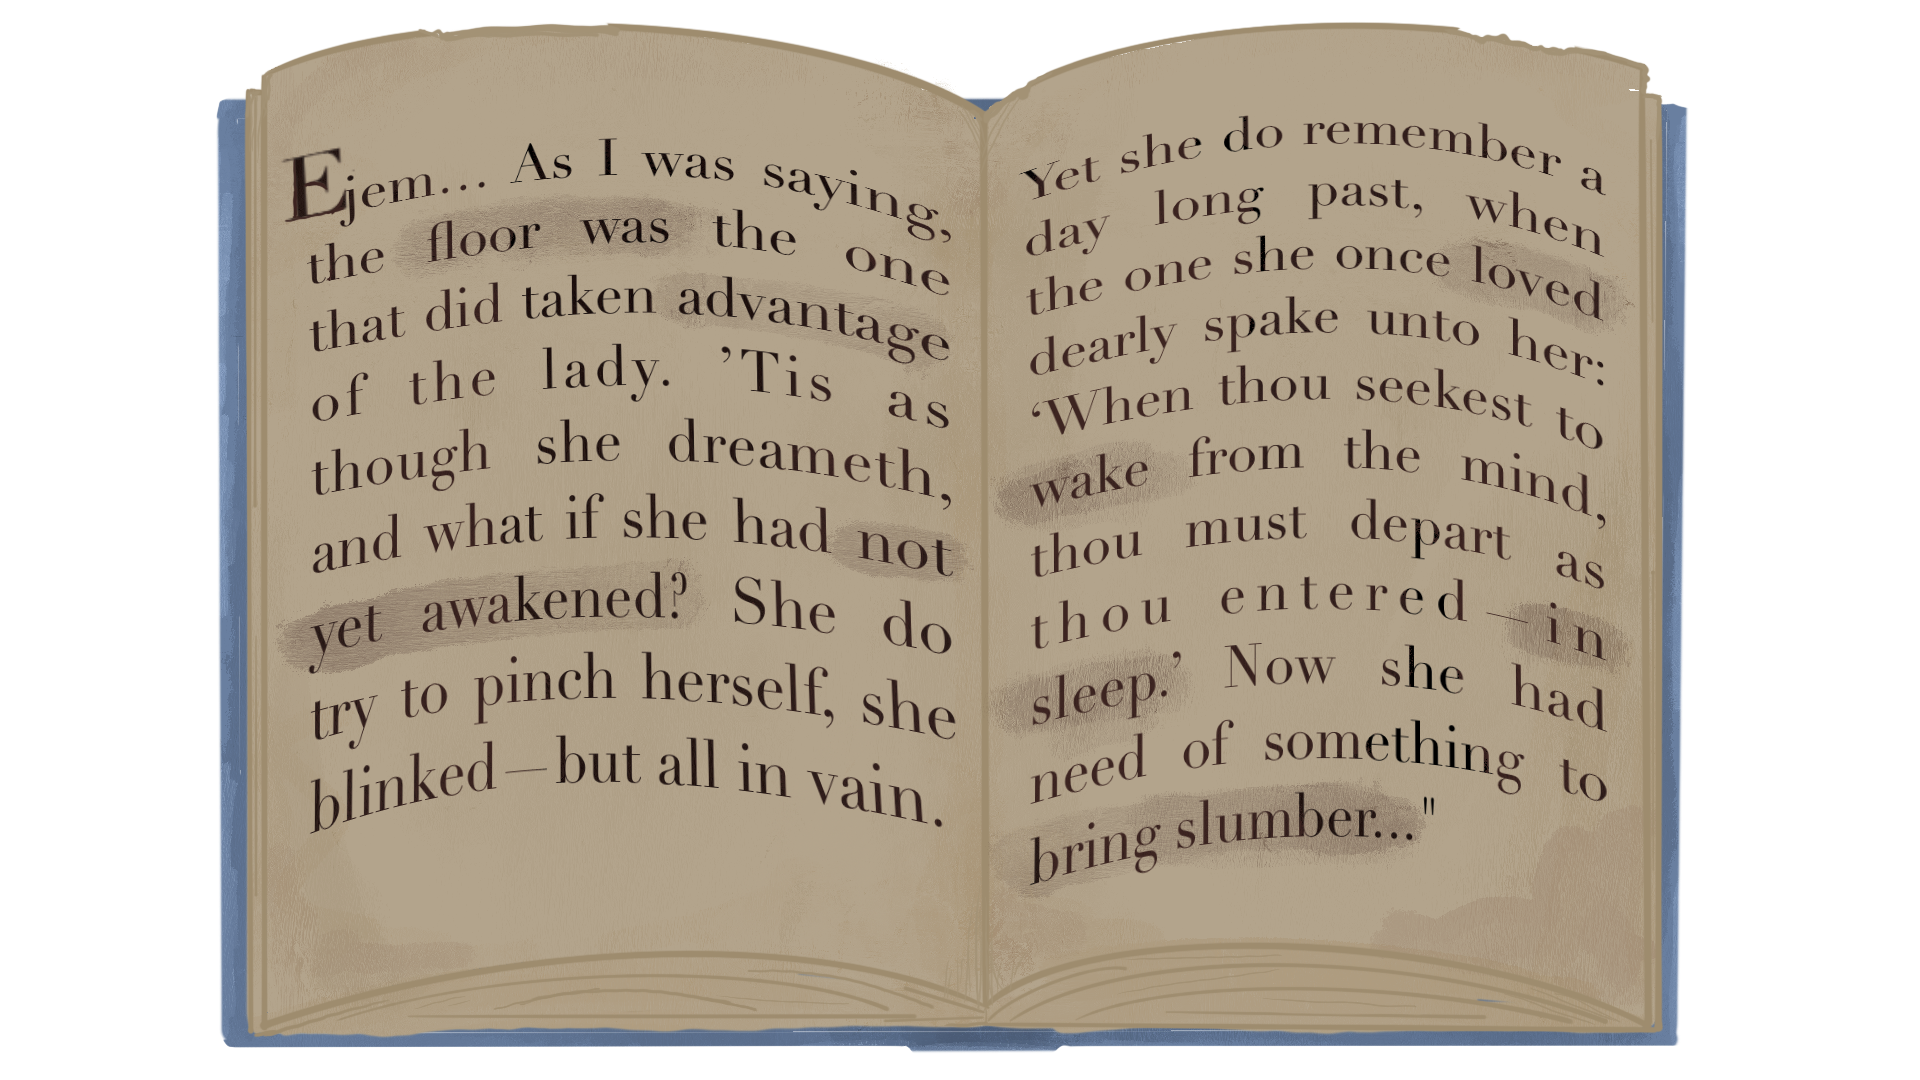 Ejem... As I was saying,
the floor was the one
that did taken advantage
of the lady. ’Tis as
though she dreameth,
and what if she had not
yet awakened? She do
try to pinch herself, she
blinked—but all in vain.
Yet she do remember a
day long past, when
the one she once loved
dearly spake unto her:
‘When thou seekest to
wake from the mind,
thou must depart as
thou entered—in
sleep.’ Now she had
need of something to
bring slumber..."